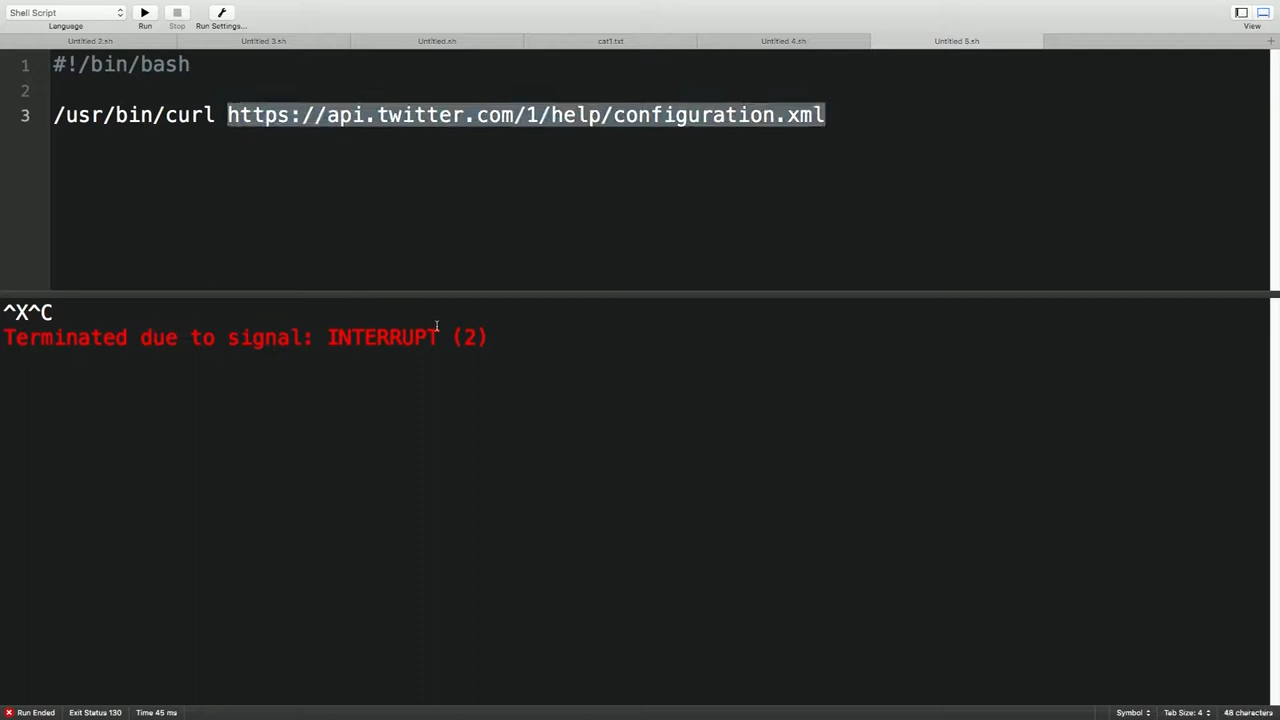 Shell Script
Language
Run
Stop
Run Settings...
View
Untitled 2.sh
Untitled 3.sh
Untitled.sh
cat1.txt
Untitled 4.sh
Untitled 5.sh
+
1 #!/bin/bash
2
3 /usr/bin/curl https://api.twitter.com/1/help/configuration.xml
^X^C
Terminated due to signal: INTERRUPT (2)
Run Ended
Exit Status 130
Time 45 ms
Symbol
Tab Size: 4
48 characters